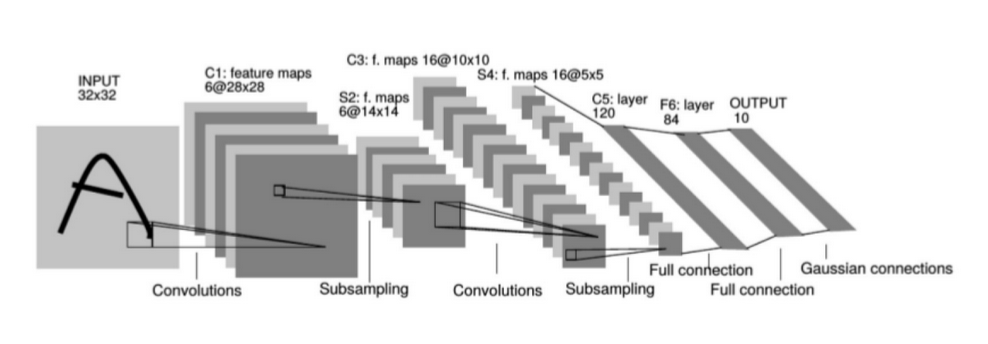 INPUT
32x32
C1: feature maps
6@28x28
S2: f. maps
6@14x14
C3: f. maps 16@10x10
S4: f. maps 16@5x5
C5: layer
120
F6: layer
84
OUTPUT
10
A
Convolutions
Subsampling
Convolutions
Subsampling
Full connection
Full connection
Gaussian connections